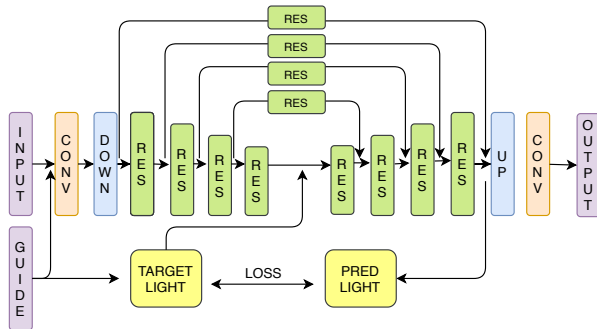 RES
RES
RES
RES
INPUT
CONV
DOWN
RES
RES
RES
RES
RES
RES
RES
RES
UP
CONV
OUTPUT
GUIDE
TARGET
LIGHT
LOSS
PRED
LIGHT